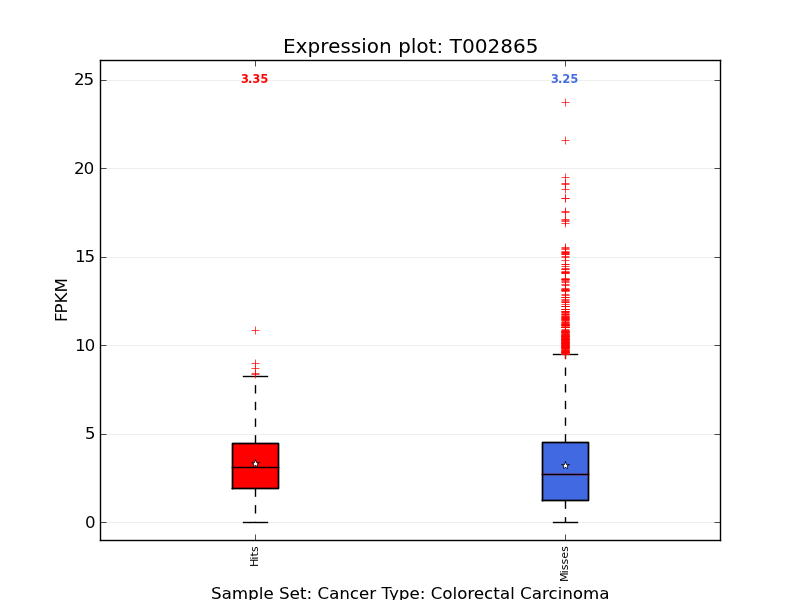 Expression plot: T002865
3.35
3.25
25
20
15
10
5
0
FPKM
Hits
Misses
Sample Set: Cancer Type: Colorectal Carcinoma